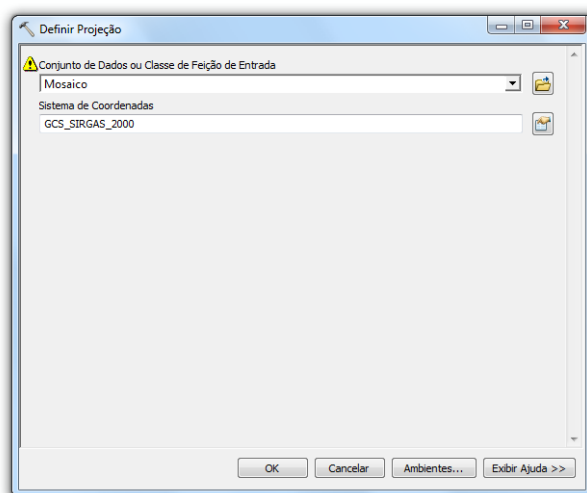 Definir Projeção
Conjunto de Dados ou Classe de Feição de Entrada
Mosaico
Sistema de Coordenadas
GCS_SIRGAS_2000
OK
Cancelar
Ambientes...
Exibir Ajuda >>